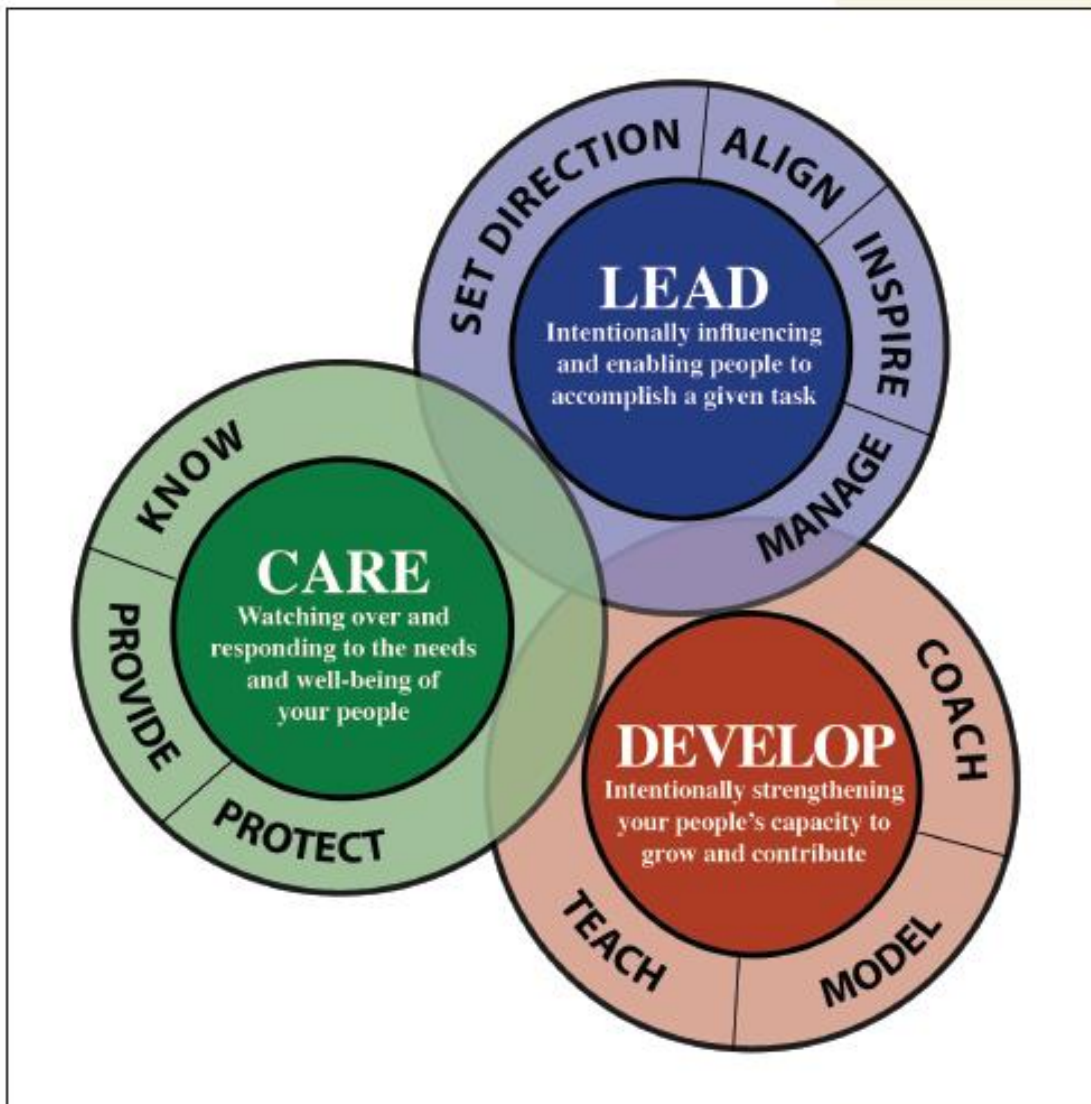 SET DIRECTION
ALIGN
INSPIRE
MANAGE
LEAD
Intentionally influencing
and enabling people to
accomplish a given task
KNOW
PROVIDE
PROTECT
CARE
Watching over and
responding to the needs
and well-being of
your people
COACH
MODEL
TEACH
DEVELOP
Intentionally strengthening
your people's capacity to
grow and contribute